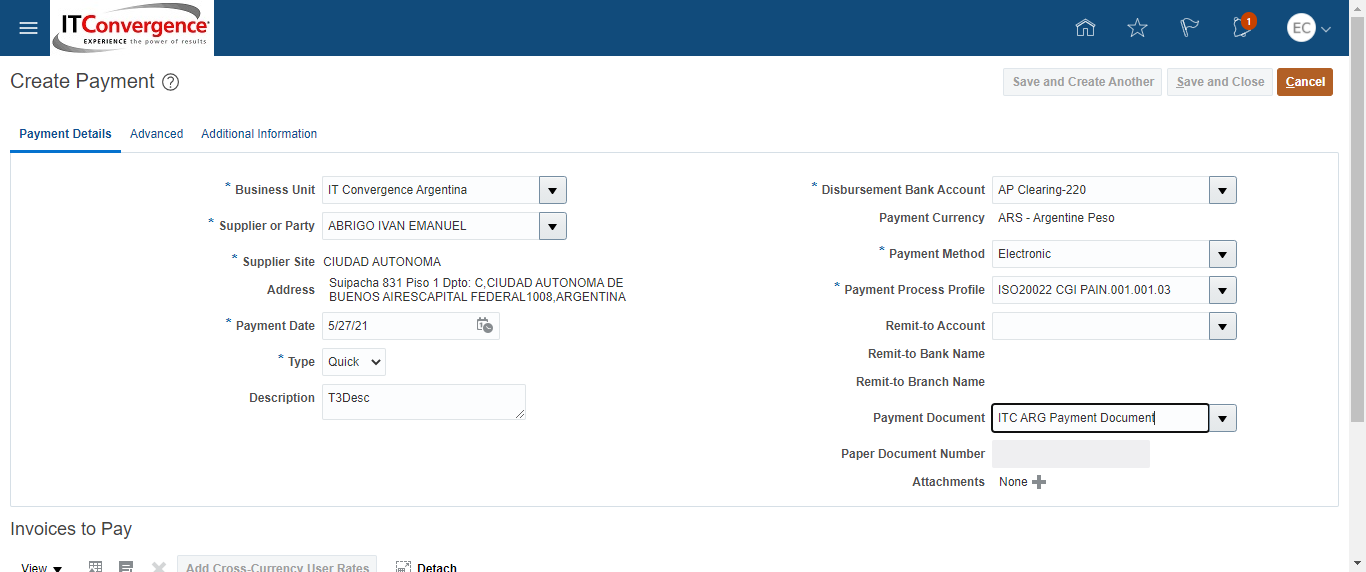 ITConvergence
EXPERIENCE the power of results
1
EC
Create Payment ?
Save and Create Another
Save and Close
Cancel
Payment Details
Advanced
Additional Information
* Business Unit IT Convergence Argentina
* Supplier or Party ABRIGO IVAN EMANUEL
* Supplier Site CIUDAD AUTONOMA
Address Suipacha 831 Piso 1 Dpto: C,CIUDAD AUTONOMA DE
BUENOS AIRESCAPITAL FEDERAL1008,ARGENTINA
* Payment Date 5/27/21
* Type Quick
Description T3Desc
* Disbursement Bank Account AP Clearing-220
Payment Currency ARS - Argentine Peso
* Payment Method Electronic
* Payment Process Profile ISO20022 CGI PAIN.001.001.03
Remit-to Account
Remit-to Bank Name
Remit-to Branch Name
Payment Document ITC ARG Payment Document
Paper Document Number
Attachments None
Invoices to Pay
View
Add Cross-Currency User Rates
Detach